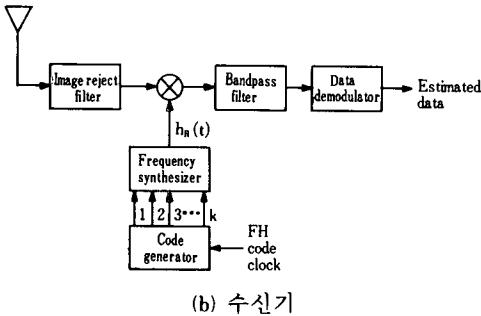 Image reject
filter
Bandpass
filter
Data
demodulator
Estimated
data
h_R(t)
Frequency
synthesizer
1 2 3… k
Code
generator
FH
code
clock
(b) 수신기